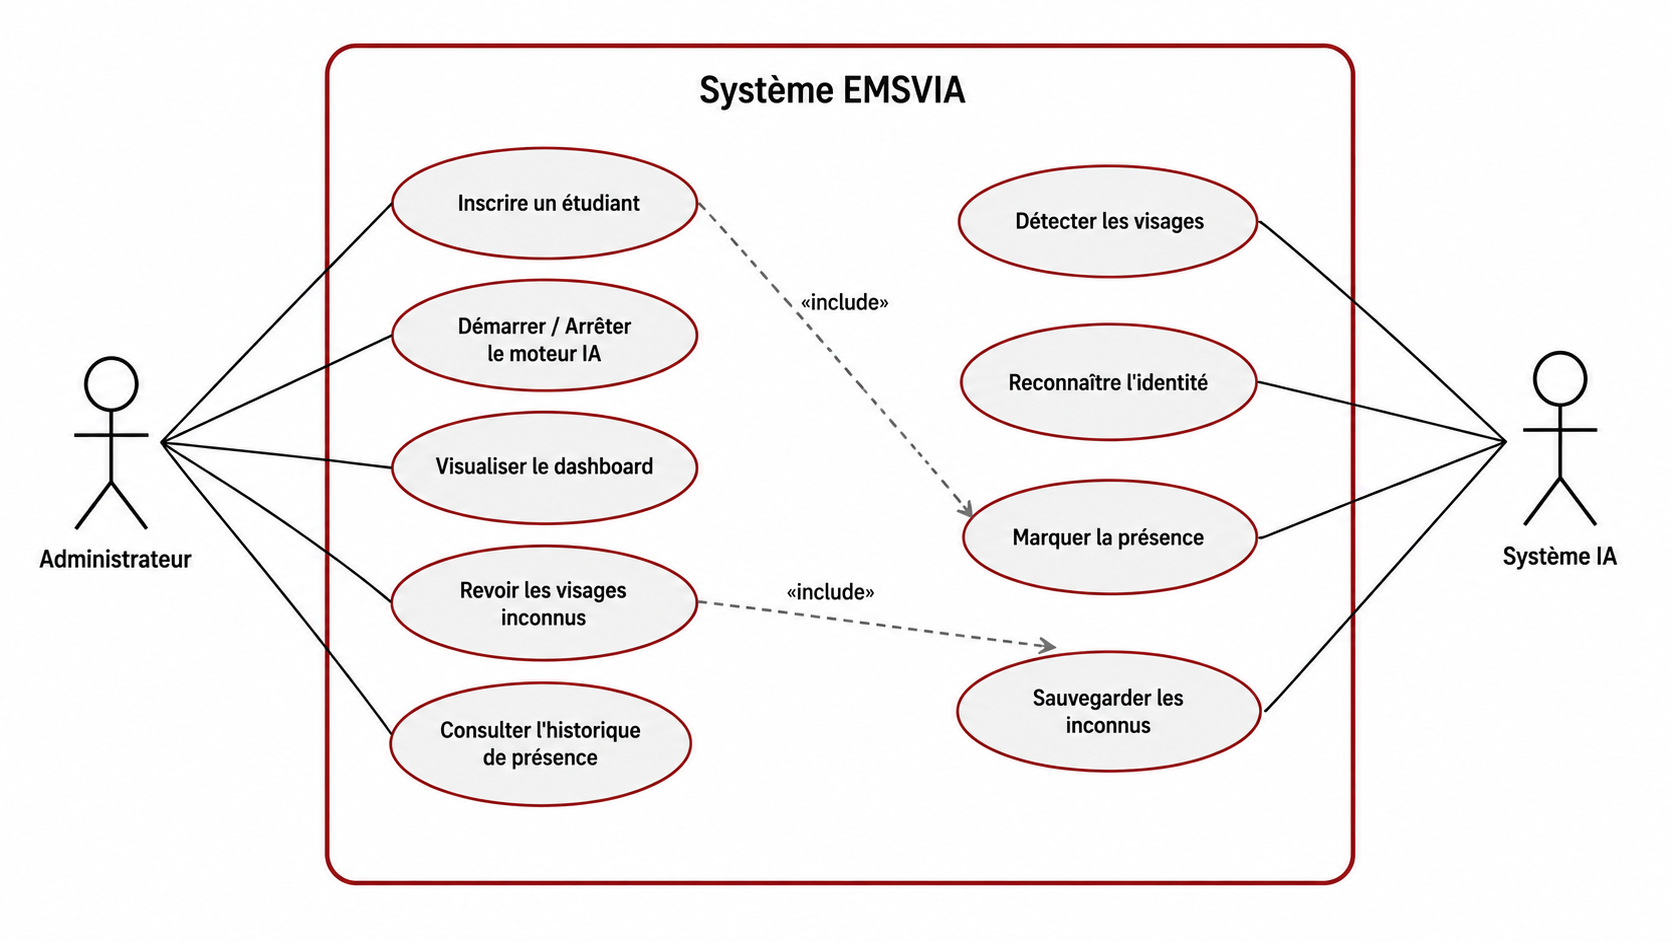 Système EMSVIA
Inscrire un étudiant
Démarrer / Arrêter
le moteur IA
Visualiser le dashboard
Revoir les visages
inconnus
Consulter l'historique
de présence
«include»
«include»
Détecter les visages
Reconnaître l'identité
Marquer la présence
Sauvegarder les
inconnus
Administrateur
Système IA